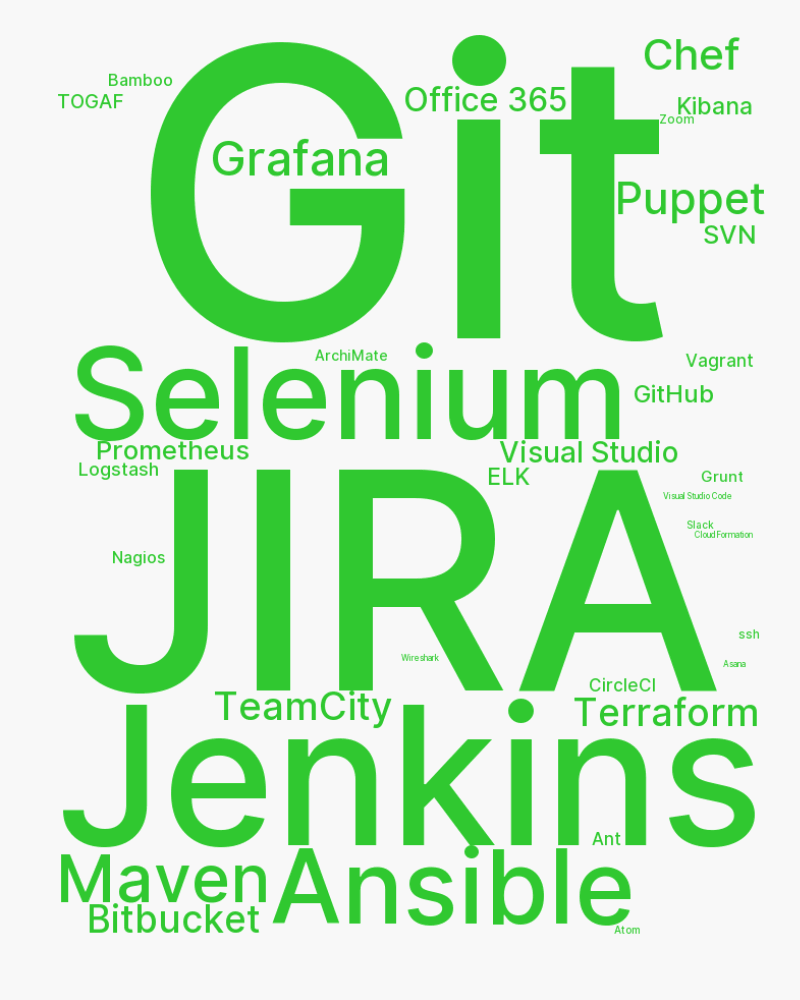 Git
Chef
Bamboo
TOGAF
Office 365
Kibana
Zoom
Grafana
Puppet
SVN
Selenium
ArchiMate
Vagrant
GitHub
Prometheus
Visual Studio
Logstash
ELK
Grunt
JIRA
Visual Studio Code
Slack
CloudFormation
Nagios
ssh
Wireshark
Asana
CircleCI
TeamCity
Terraform
Jenkins
Ant
Maven
Ansible
Bitbucket
Atom